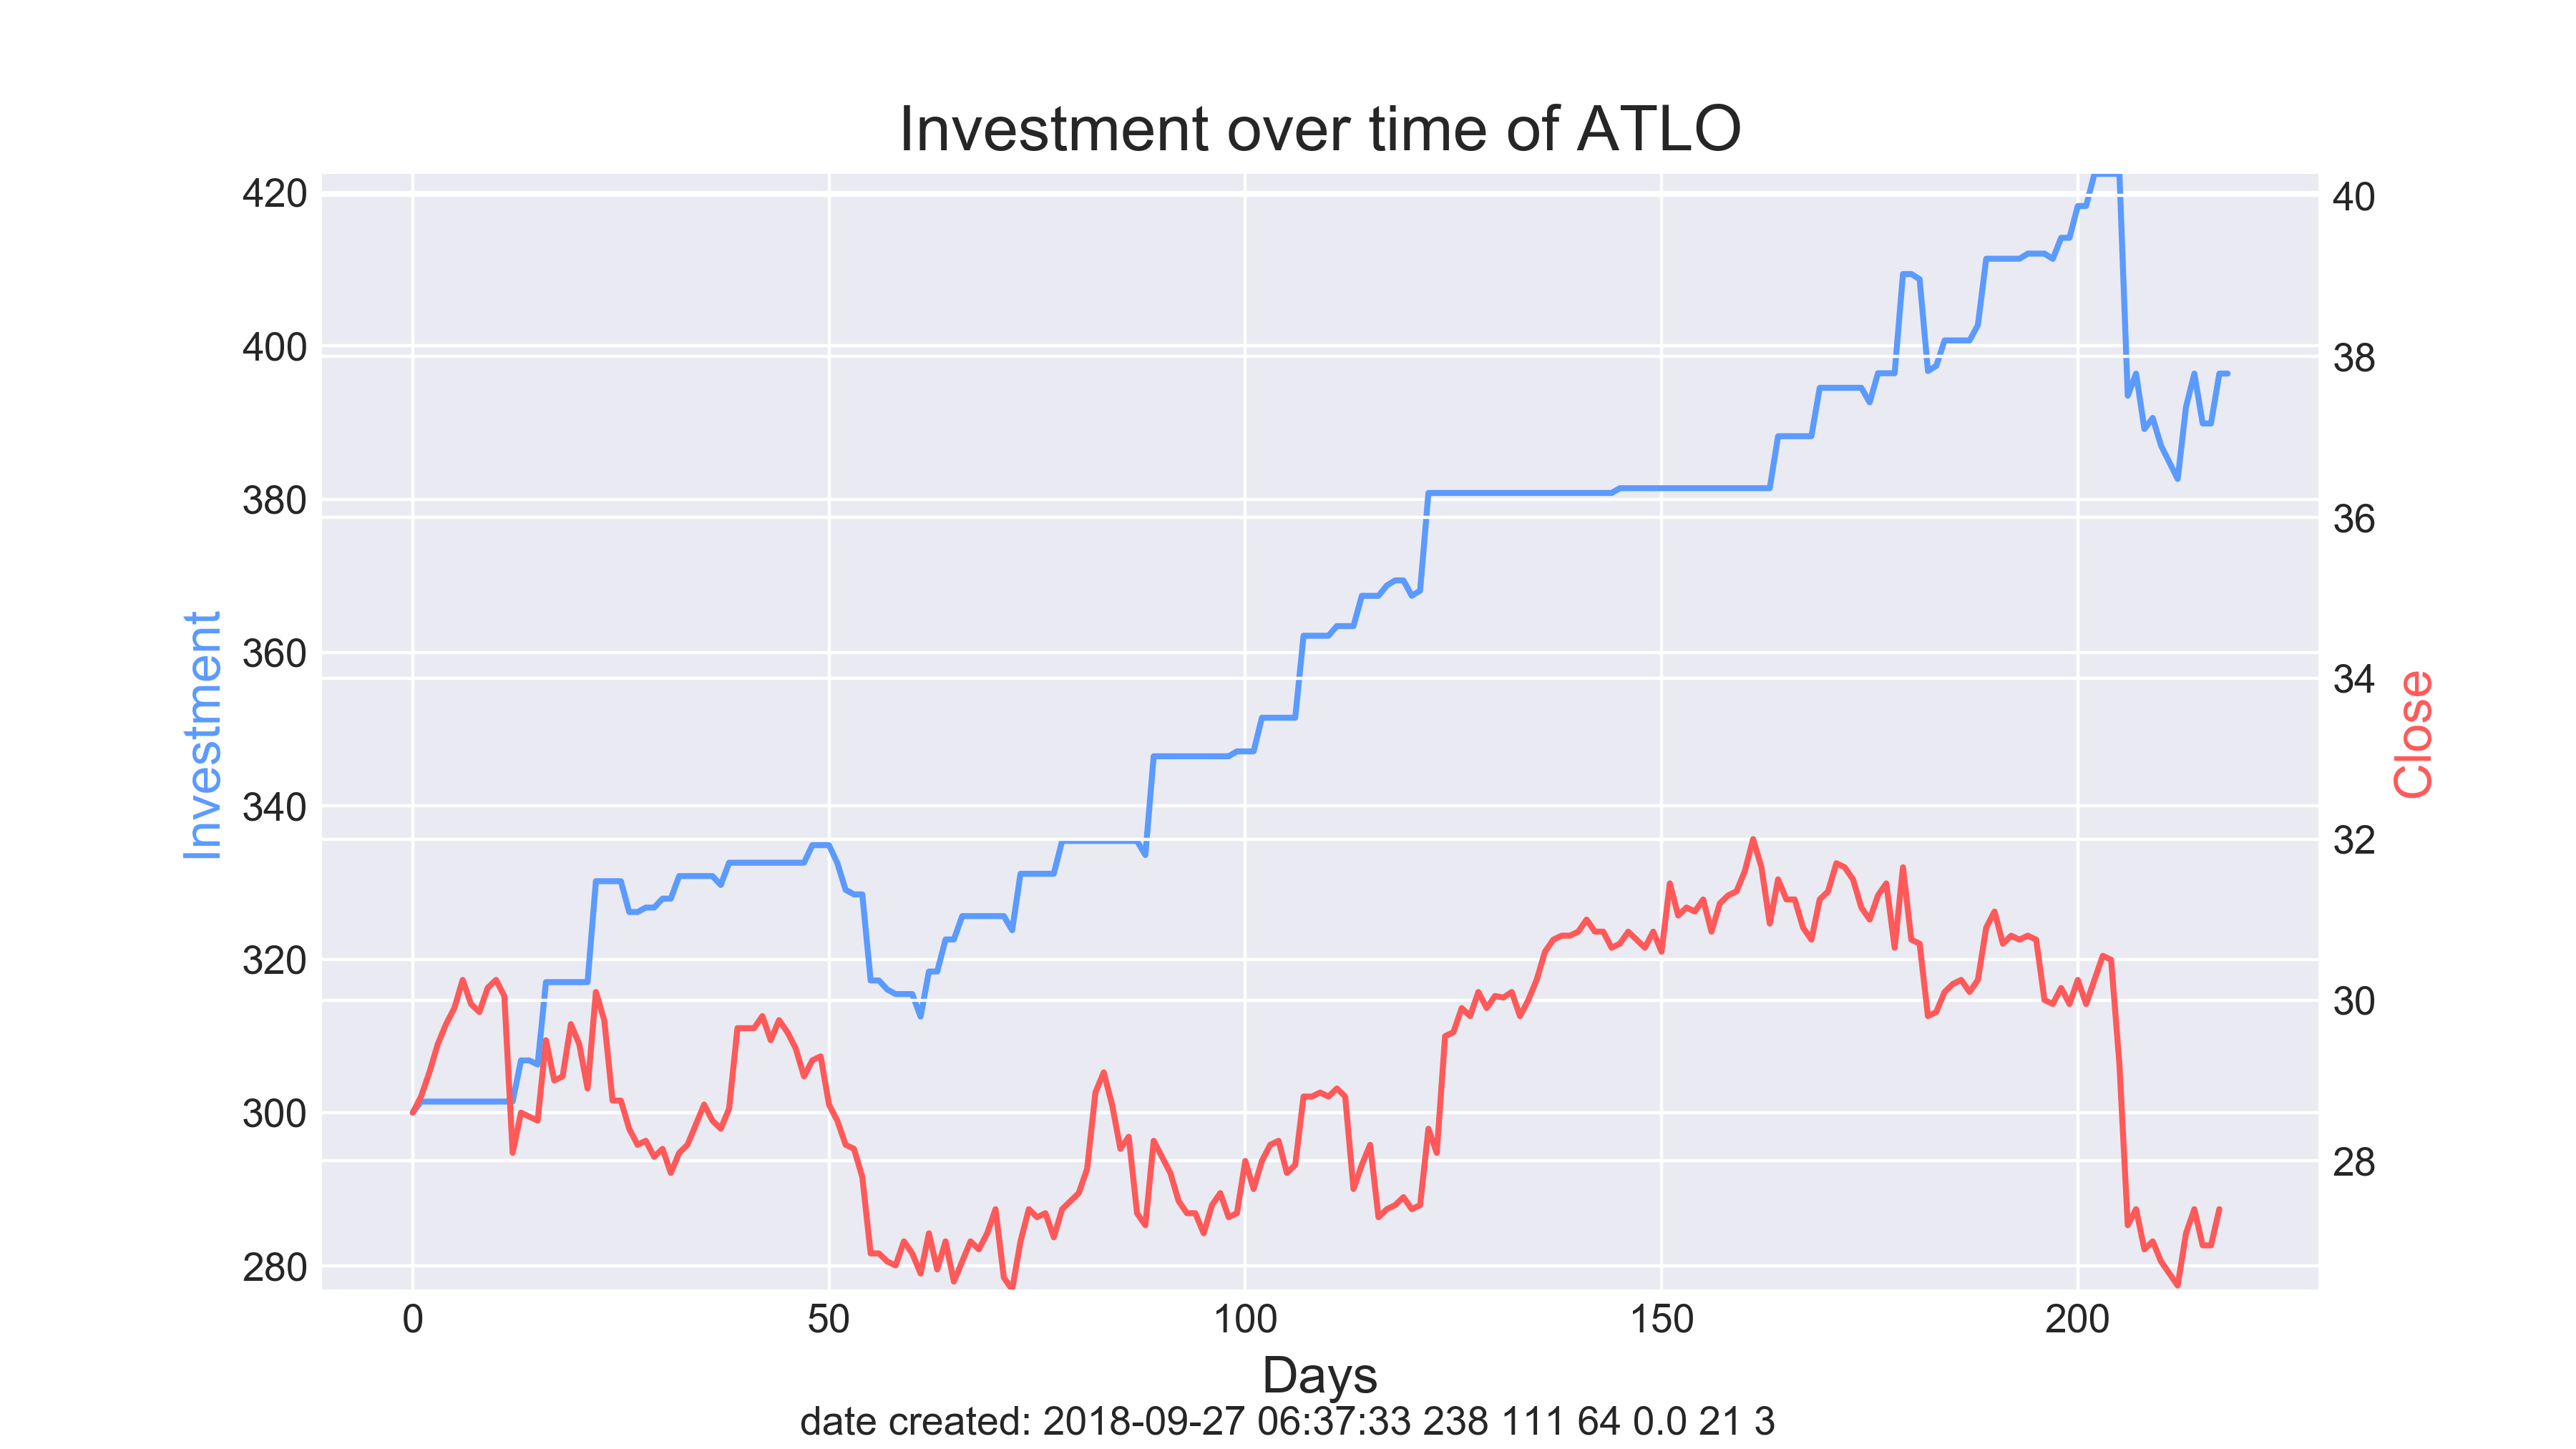 Investment over time of ATLO
420
400
380
360
340
320
300
280
Investment
40
38
36
34
32
30
28
Close
0 50 100 150 200
Days
date created: 2018-09-27 06:37:33 238 111 64 0.0 21 3